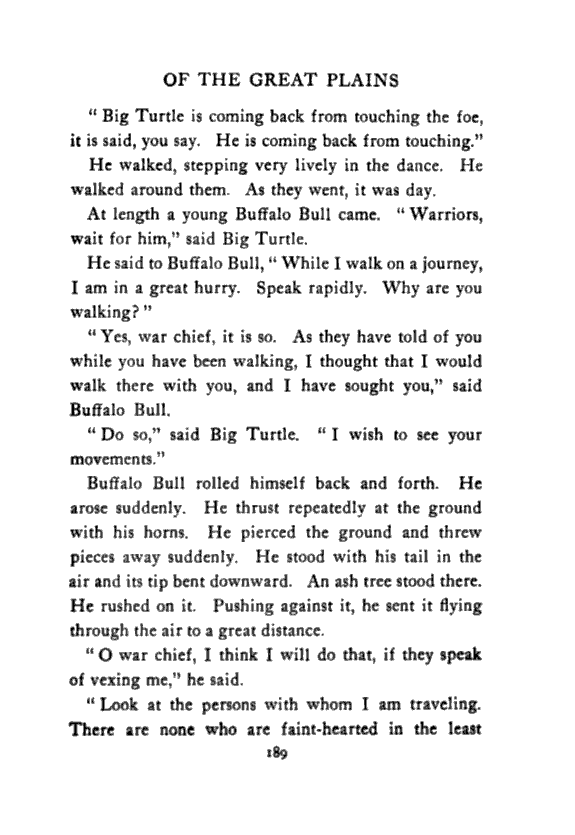 OF THE GREAT PLAINS
“ Big Turtle is coming back from touching the foe,
it is said, you say. He is coming back from touching.”
He walked, stepping very lively in the dance. He
walked around them. As they went, it was day.
At length a young Buffalo Bull came. “ Warriors,
wait for him,” said Big Turtle.
He said to Buffalo Bull, “ While I walk on a journey,
I am in a great hurry. Speak rapidly. Why are you
walking? ”
“ Yes, war chief, it is so. As they have told of you
while you have been walking, I thought that I would
walk there with you, and I have sought you,” said
Buffalo Bull.
“ Do so,” said Big Turtle. “ I wish to see your
movements.”
Buffalo Bull rolled himself back and forth. He
arose suddenly. He thrust repeatedly at the ground
with his horns. He pierced the ground and threw
pieces away suddenly. He stood with his tail in the
air and its tip bent downward. An ash tree stood there.
He rushed on it. Pushing against it, he sent it flying
through the air to a great distance.
“ O war chief, I think I will do that, if they speak
of vexing me,” he said.
“ Look at the persons with whom I am traveling.
There are none who are faint-hearted in the least
189